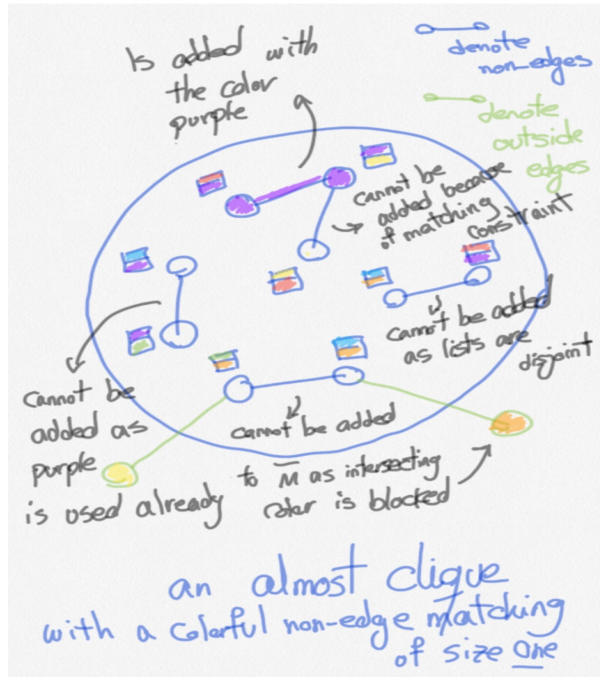 Is added with
the color
purple
denote
non-edges
denote
outside
edges
cannot be
added because
of matching
constraint
cannot be added
as lists are
disjoint
cannot be
added as
purple
is used already
cannot be added
to M̅ as intersecting
color is blocked
an almost clique
with a colorful non-edge matching
of size one